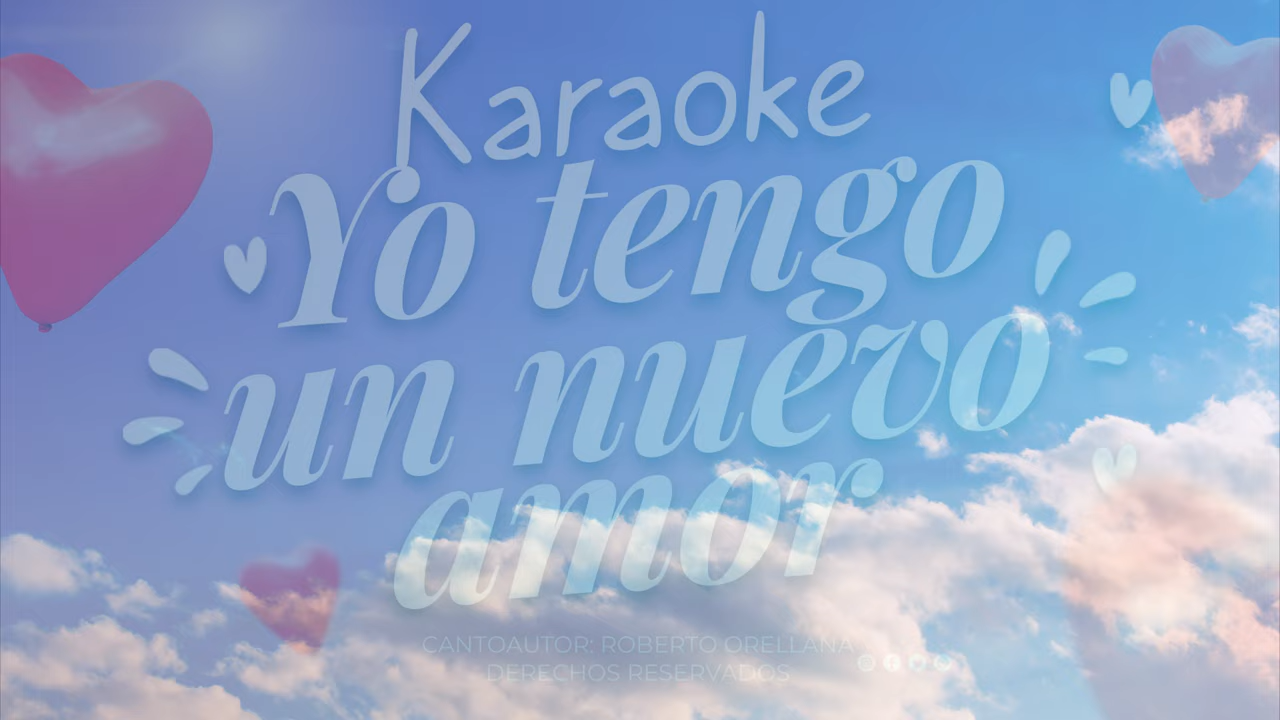 Karaoke
Yo tengo
un nuevo
amor
CANTOAUTOR: ROBERTO ORELLANA
DERECHOS RESERVADOS